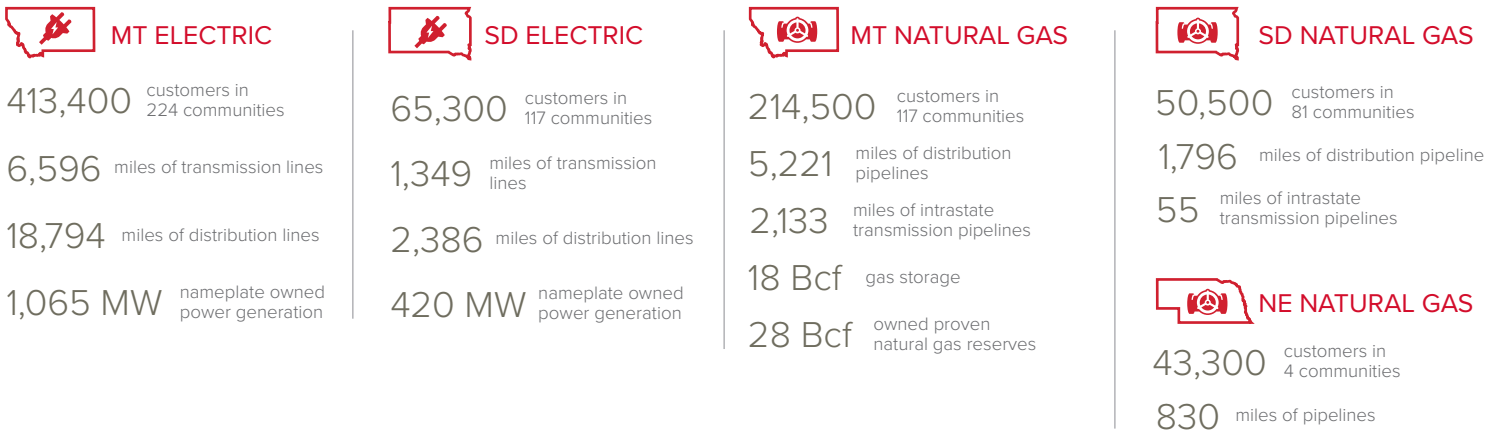 MT ELECTRIC
413,400 customers in
224 communities
6,596 miles of transmission lines
18,794 miles of distribution lines
1,065 MW nameplate owned
power generation
SD ELECTRIC
65,300 customers in
117 communities
1,349 miles of transmission
lines
2,386 miles of distribution lines
420 MW nameplate owned
power generation
MT NATURAL GAS
214,500 customers in
117 communities
5,221 miles of distribution
pipelines
2,133 miles of intrastate
transmission pipelines
18 Bcf gas storage
28 Bcf owned proven
natural gas reserves
SD NATURAL GAS
50,500 customers in
81 communities
1,796 miles of distribution pipeline
55 miles of intrastate
transmission pipelines
NE NATURAL GAS
43,300 customers in
4 communities
830 miles of pipelines